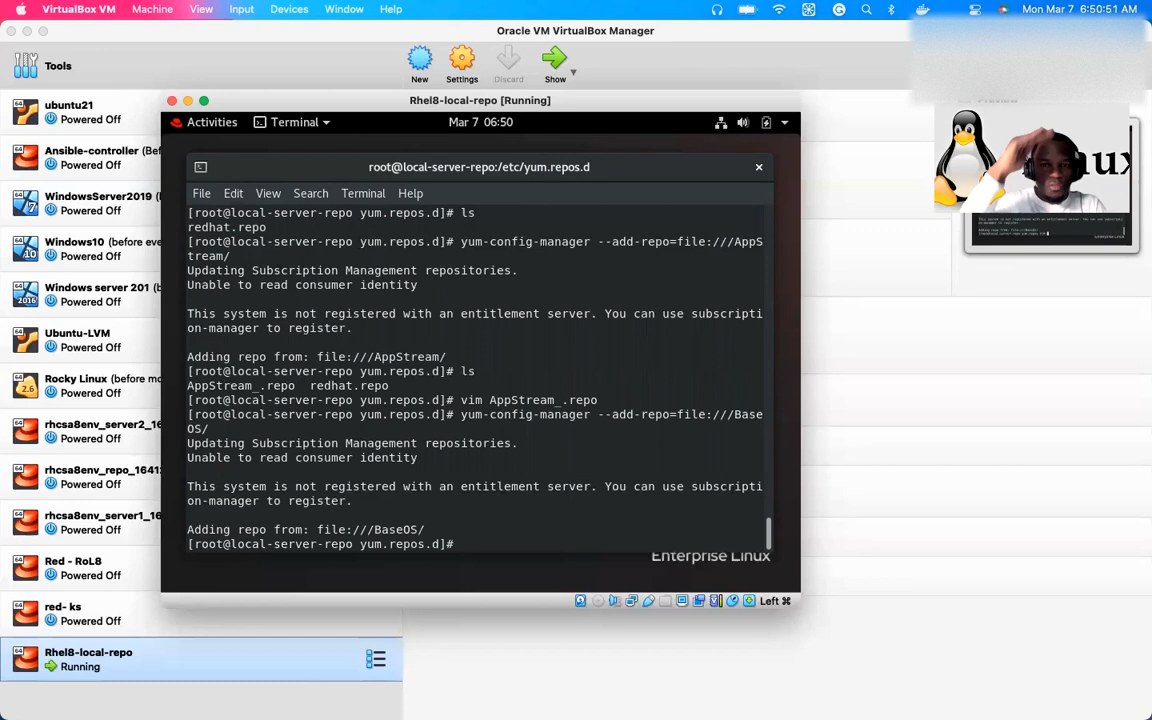 VirtualBox VM Machine View Input Devices Window Help Mon Mar 7 6:50:51 AM
Oracle VM VirtualBox Manager
Tools
New Settings Discard Show
ubuntu21
Powered Off
Ansible-controller (Befo
Powered Off
WindowsServer2019 
Powered Off
Windows10 (before eve
Powered Off
Windows server 201 (b
Powered Off
Ubuntu-LVM
Powered Off
Rocky Linux (before mo
Powered Off
rhcsa8env_server2_16
Powered Off
rhcsa8env_repo_16412
Powered Off
rhcsa8env_server1_16
Powered Off
Red - RoL8
Powered Off
red- ks
Powered Off
Rhel8-local-repo
Running
Rhel8-local-repo [Running]
Activities Terminal Mar 7 06:50
root@local-server-repo:/etc/yum.repos.d
File Edit View Search Terminal Help
[root@local-server-repo yum.repos.d]# ls
redhat.repo
[root@local-server-repo yum.repos.d]# yum-config-manager --add-repo=file:///AppS
tream/
Updating Subscription Management repositories.
Unable to read consumer identity
This system is not registered with an entitlement server. You can use subscripti
on-manager to register.
Adding repo from: file:///AppStream/
[root@local-server-repo yum.repos.d]# ls
AppStream_.repo  redhat.repo
[root@local-server-repo yum.repos.d]# vim AppStream_.repo
[root@local-server-repo yum.repos.d]# yum-config-manager --add-repo=file:///Base
OS/
Updating Subscription Management repositories.
Unable to read consumer identity
This system is not registered with an entitlement server. You can use subscripti
on-manager to register.
Adding repo from: file:///BaseOS/
[root@local-server-repo yum.repos.d]#
Enterprise Linux
Left ⌘